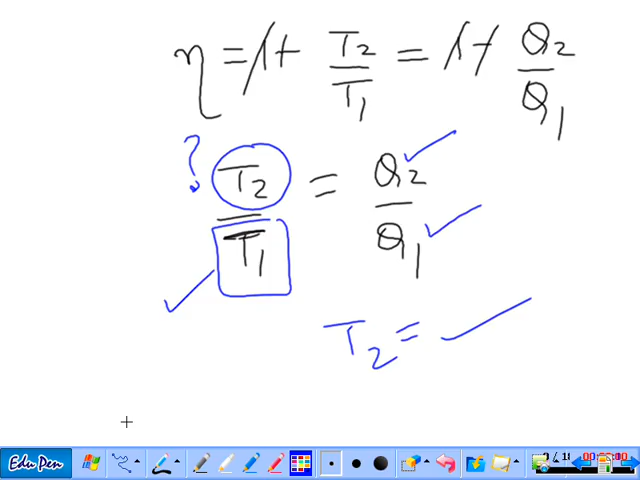 η = 1 - T2/T1 = 1 - Q2/Q1
? T2/T1 = Q2/Q1
T2 =
Edu Pen